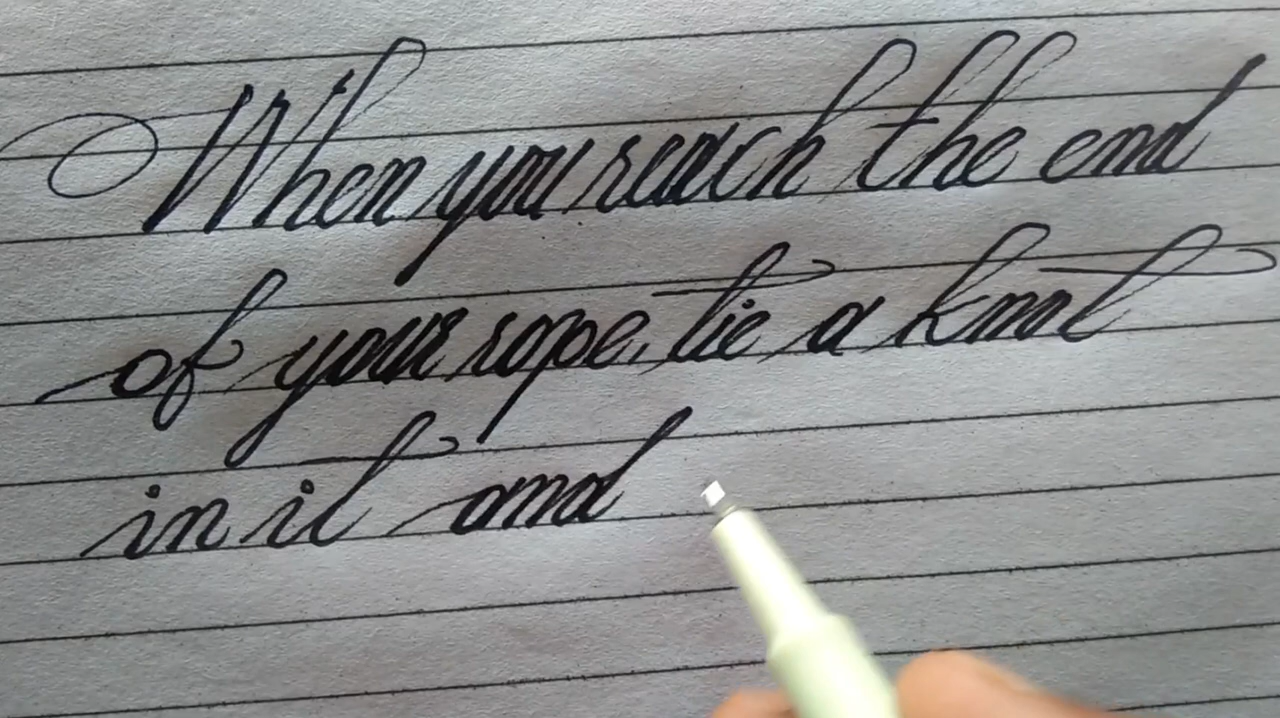 When you reach the end
of your rope, tie a knot
in it and